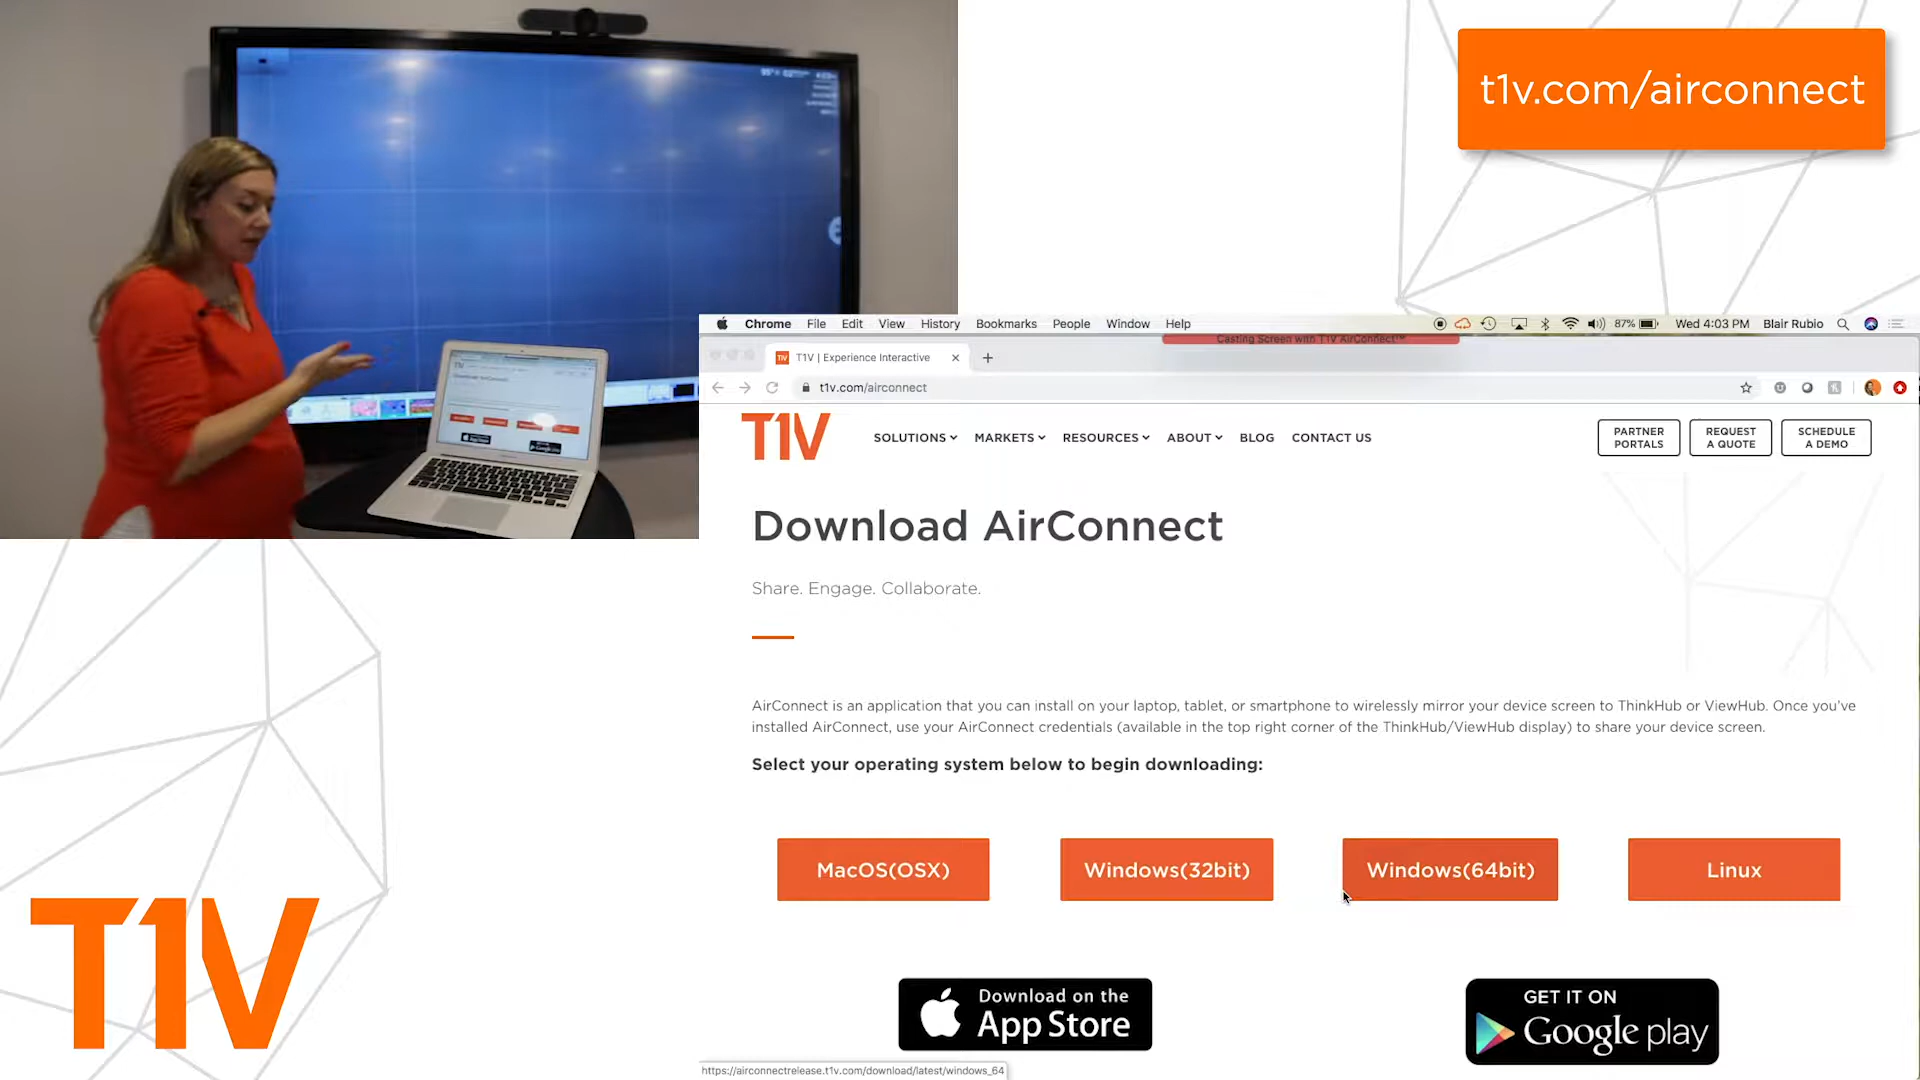 t1v.com/airconnect
Chrome File Edit View History Bookmarks People Window Help
87% Wed 4:03 PM Blair Rubio
Casting Screen with T1V AirConnect™
T1V | Experience Interactive
t1v.com/airconnect
T1V
SOLUTIONS MARKETS RESOURCES ABOUT BLOG CONTACT US
PARTNER
PORTALS
REQUEST
A QUOTE
SCHEDULE
A DEMO
Download AirConnect
Share. Engage. Collaborate.
AirConnect is an application that you can install on your laptop, tablet, or smartphone to wirelessly mirror your device screen to ThinkHub or ViewHub. Once you've
installed AirConnect, use your AirConnect credentials (available in the top right corner of the ThinkHub/ViewHub display) to share your device screen.
Select your operating system below to begin downloading:
MacOS(OSX) Windows(32bit) Windows(64bit) Linux
Download on the
App Store
GET IT ON
Google play
https://airconnectrelease.t1v.com/download/latest/windows_64
T1V